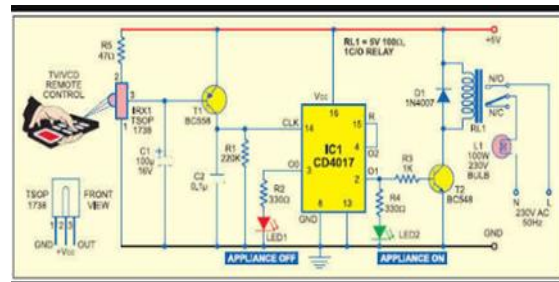 RL1 = 5V 100Ω,
1C/O RELAY
+5V
R5
47Ω
TV/VCD
REMOTE
CONTROL
2
3
1
IRX1
TSOP
1738
T1
BC558
Vcc
16
CLK
14
15
R
4
O2
IC1
CD4017
O0
3
2
O1
GND
8
13
C1
100µ
16V
R1
220K
C2
0.1µ
R2
330Ω
LED1
R3
1K
R4
330Ω
LED2
D1
1N4007
N/O
N/C
RL1
L1
100W
230V
BULB
T2
BC548
N
L
230V AC
50Hz
GND
TSOP
1738
FRONT
VIEW
1 2 3
GND
OUT
+Vcc
APPLIANCE OFF
APPLIANCE ON